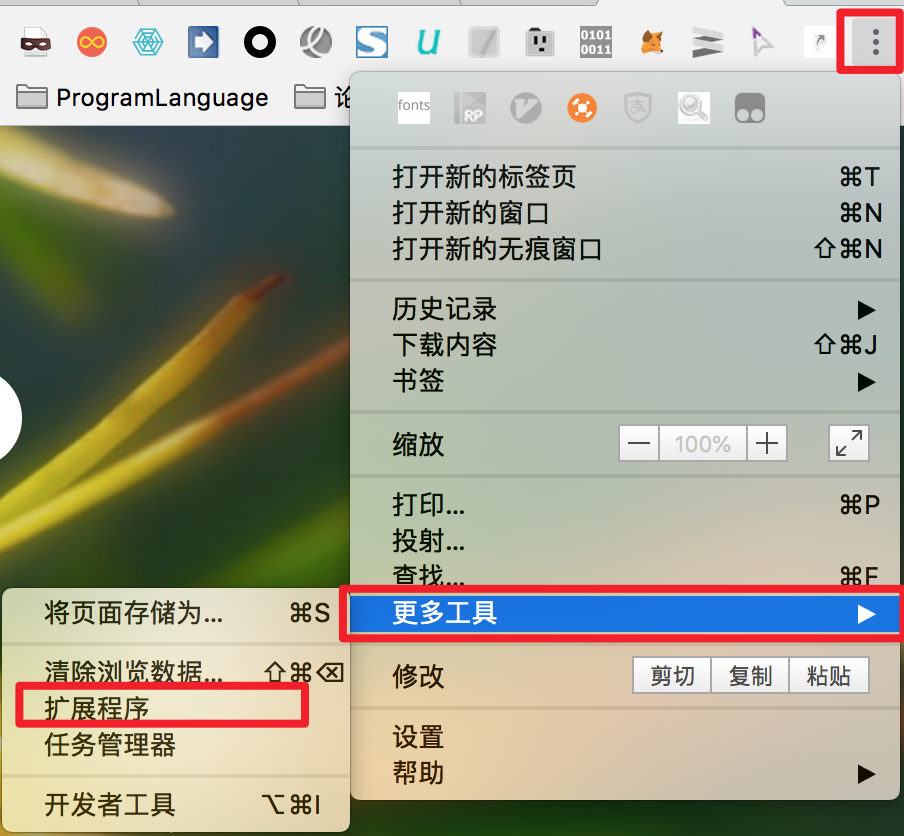 0101
0011
ProgramLanguage
论
fonts
RP
支
打开新的标签页 ⌘T
打开新的窗口 ⌘N
打开新的无痕窗口 ⇧⌘N
历史记录 ▶
下载内容 ⇧⌘J
书签 ▶
缩放 — 100% +
打印... ⌘P
投射...
查找... ⌘F
更多工具 ▶
将页面存储为... ⌘S
清除浏览数据... ⇧⌘⌫
扩展程序
任务管理器
开发者工具 ⌥⌘I
修改 剪切 复制 粘贴
设置
帮助 ▶